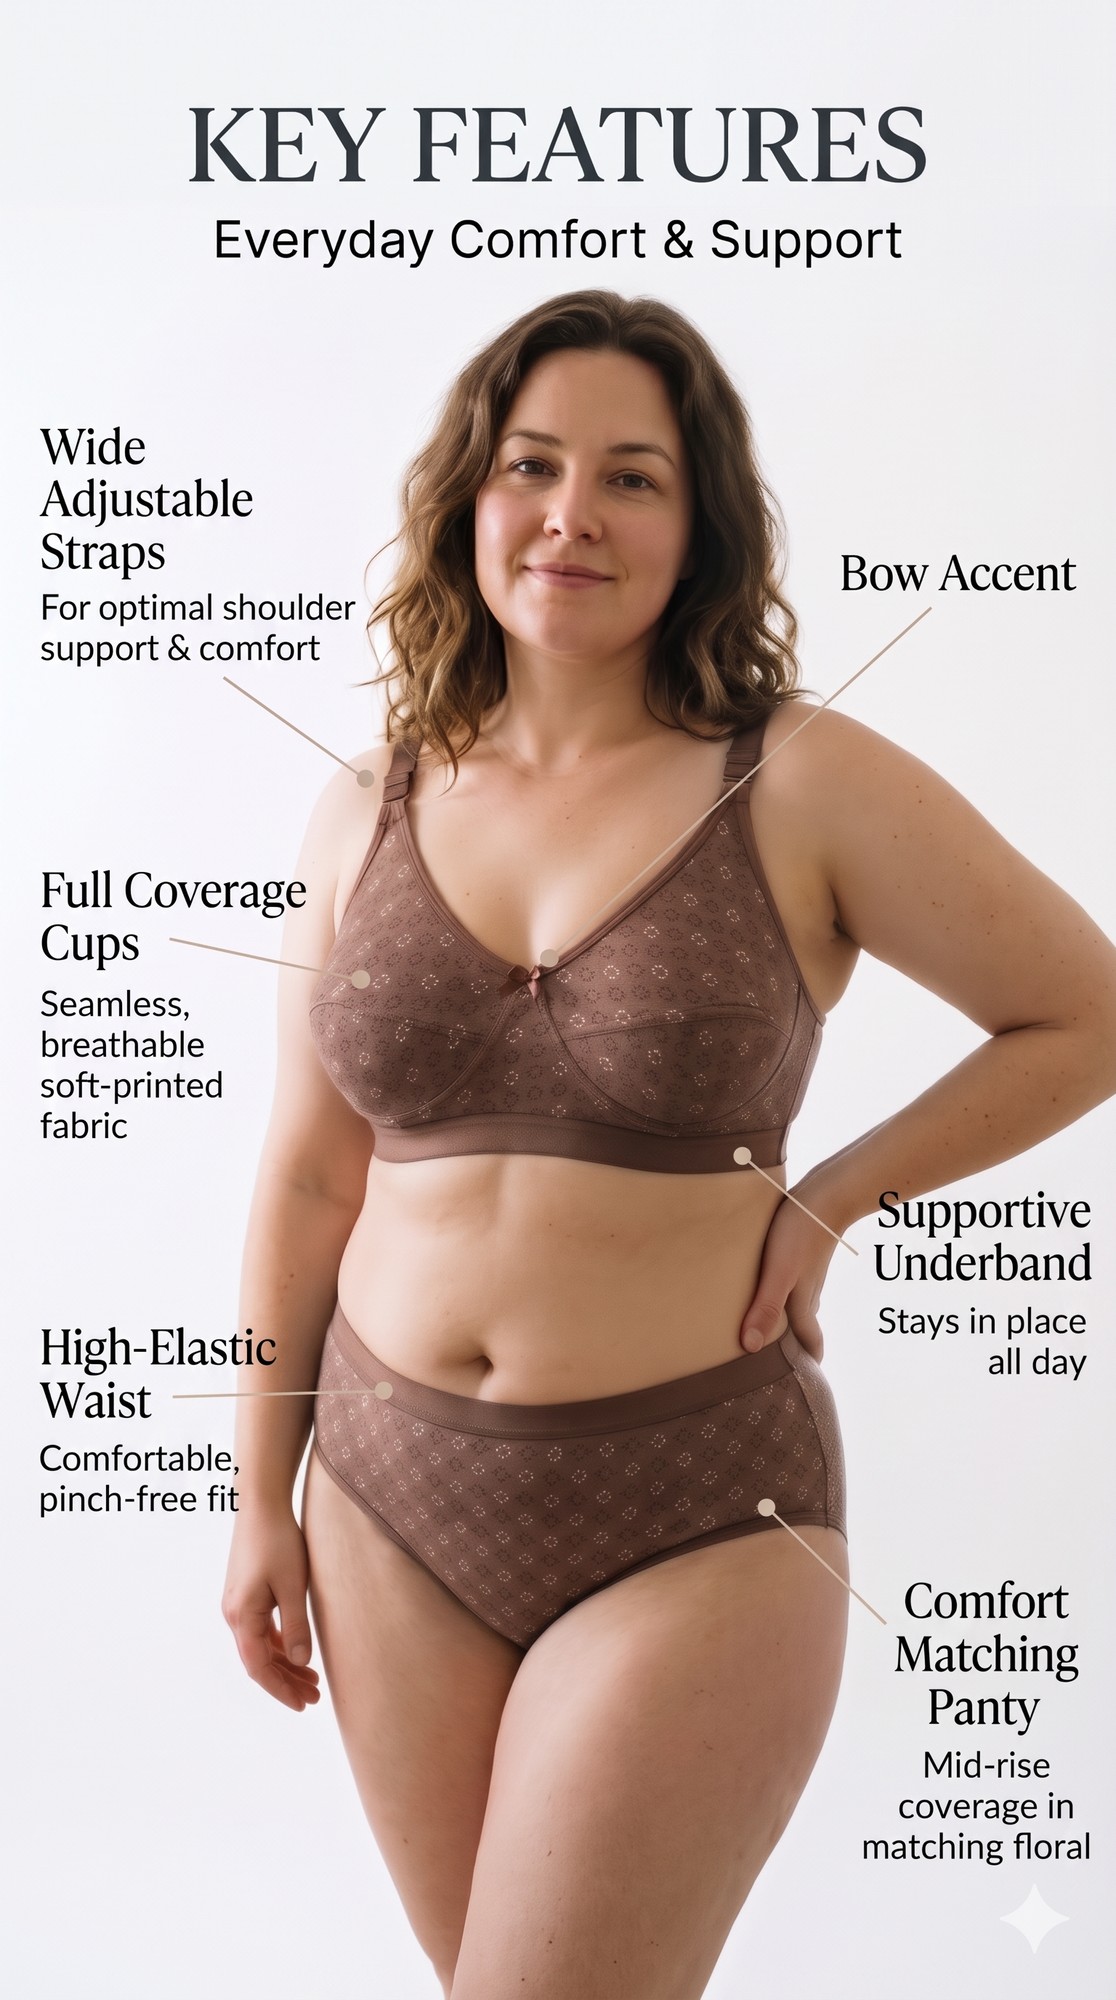 KEY FEATURES
Everyday Comfort & Support
Wide
Adjustable
Straps
For optimal shoulder
support & comfort
Bow Accent
Full Coverage
Cups
Seamless,
breathable
soft-printed
fabric
Supportive
Underband
Stays in place
all day
High-Elastic
Waist
Comfortable,
pinch-free fit
Comfort
Matching
Panty
Mid-rise
coverage in
matching floral